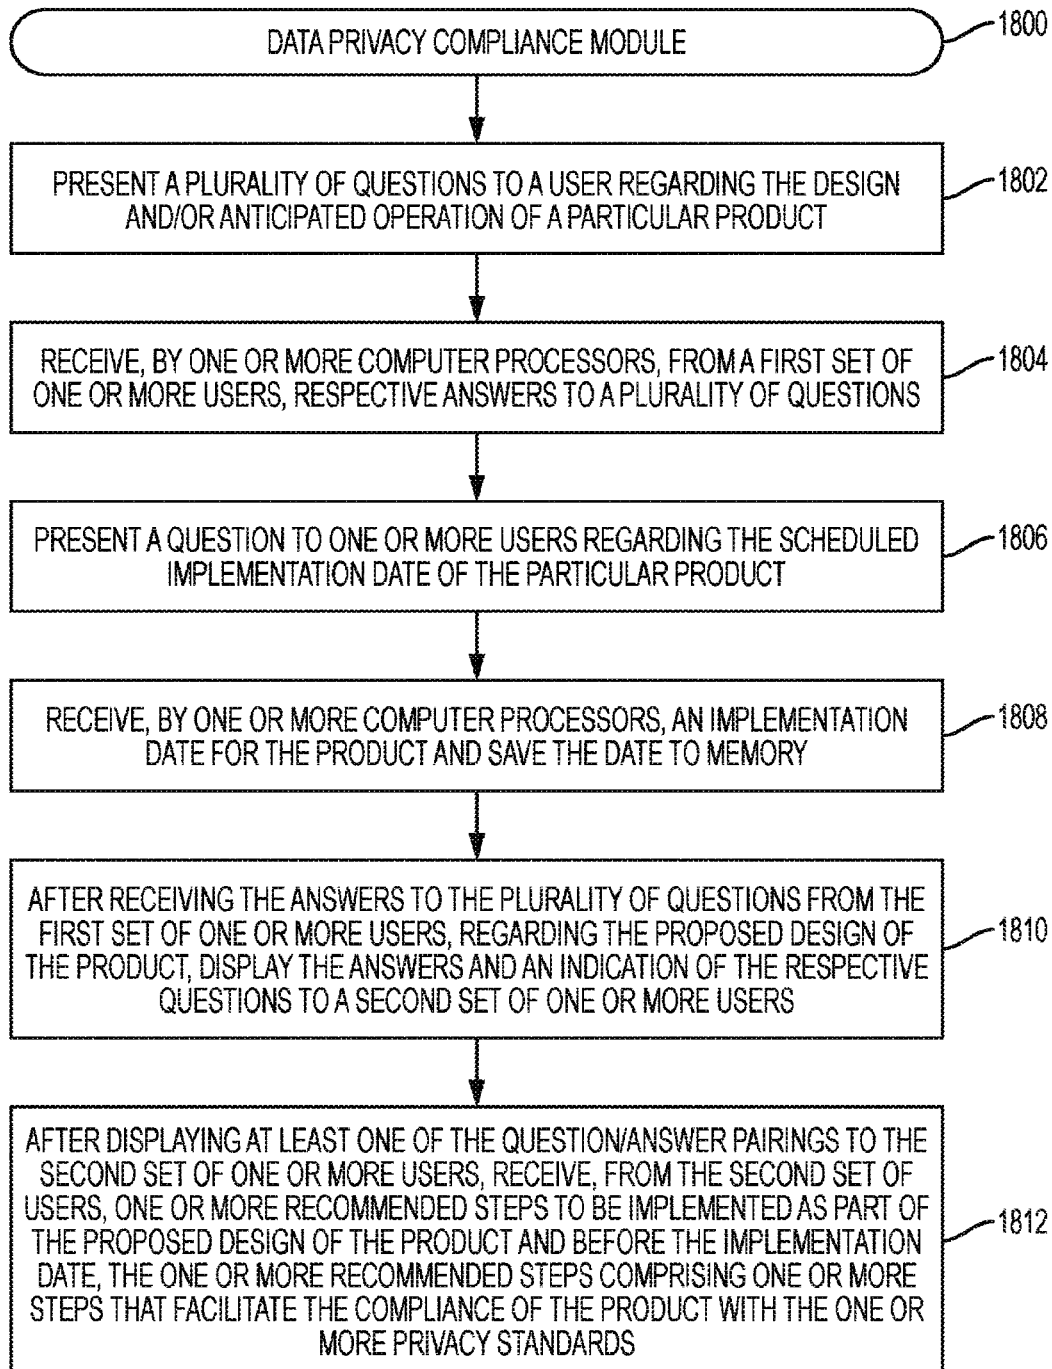 DATA PRIVACY COMPLIANCE MODULE
1800
PRESENT A PLURALITY OF QUESTIONS TO A USER REGARDING THE DESIGN
AND/OR ANTICIPATED OPERATION OF A PARTICULAR PRODUCT
1802
RECEIVE, BY ONE OR MORE COMPUTER PROCESSORS, FROM A FIRST SET OF
ONE OR MORE USERS, RESPECTIVE ANSWERS TO A PLURALITY OF QUESTIONS
1804
PRESENT A QUESTION TO ONE OR MORE USERS REGARDING THE SCHEDULED
IMPLEMENTATION DATE OF THE PARTICULAR PRODUCT
1806
RECEIVE, BY ONE OR MORE COMPUTER PROCESSORS, AN IMPLEMENTATION
DATE FOR THE PRODUCT AND SAVE THE DATE TO MEMORY
1808
AFTER RECEIVING THE ANSWERS TO THE PLURALITY OF QUESTIONS FROM THE
FIRST SET OF ONE OR MORE USERS, REGARDING THE PROPOSED DESIGN OF
THE PRODUCT, DISPLAY THE ANSWERS AND AN INDICATION OF THE RESPECTIVE
QUESTIONS TO A SECOND SET OF ONE OR MORE USERS
1810
AFTER DISPLAYING AT LEAST ONE OF THE QUESTION/ANSWER PAIRINGS TO THE
SECOND SET OF ONE OR MORE USERS, RECEIVE, FROM THE SECOND SET OF
USERS, ONE OR MORE RECOMMENDED STEPS TO BE IMPLEMENTED AS PART OF
THE PROPOSED DESIGN OF THE PRODUCT AND BEFORE THE IMPLEMENTATION
DATE, THE ONE OR MORE RECOMMENDED STEPS COMPRISING ONE OR MORE
STEPS THAT FACILITATE THE COMPLIANCE OF THE PRODUCT WITH THE ONE OR
MORE PRIVACY STANDARDS
1812